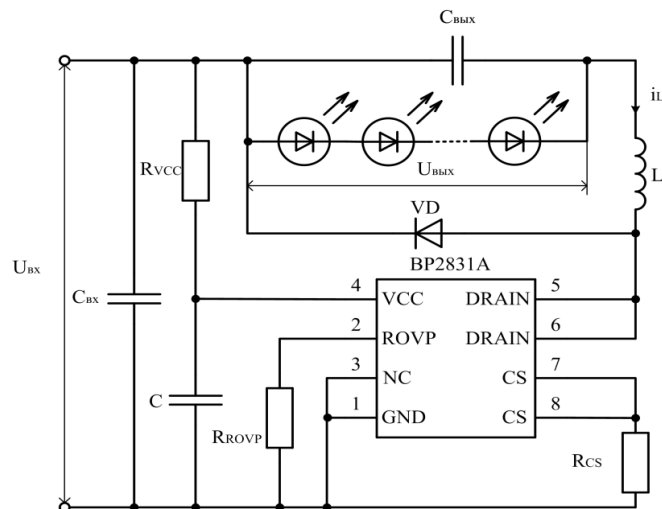 Cвых
iL
RVCC
L
Uвых
VD
BP2831A
Uвх
Cвх
4 VCC DRAIN 5
2 ROVP DRAIN 6
3 NC CS 7
1 GND CS 8
C
RROVP
RCS